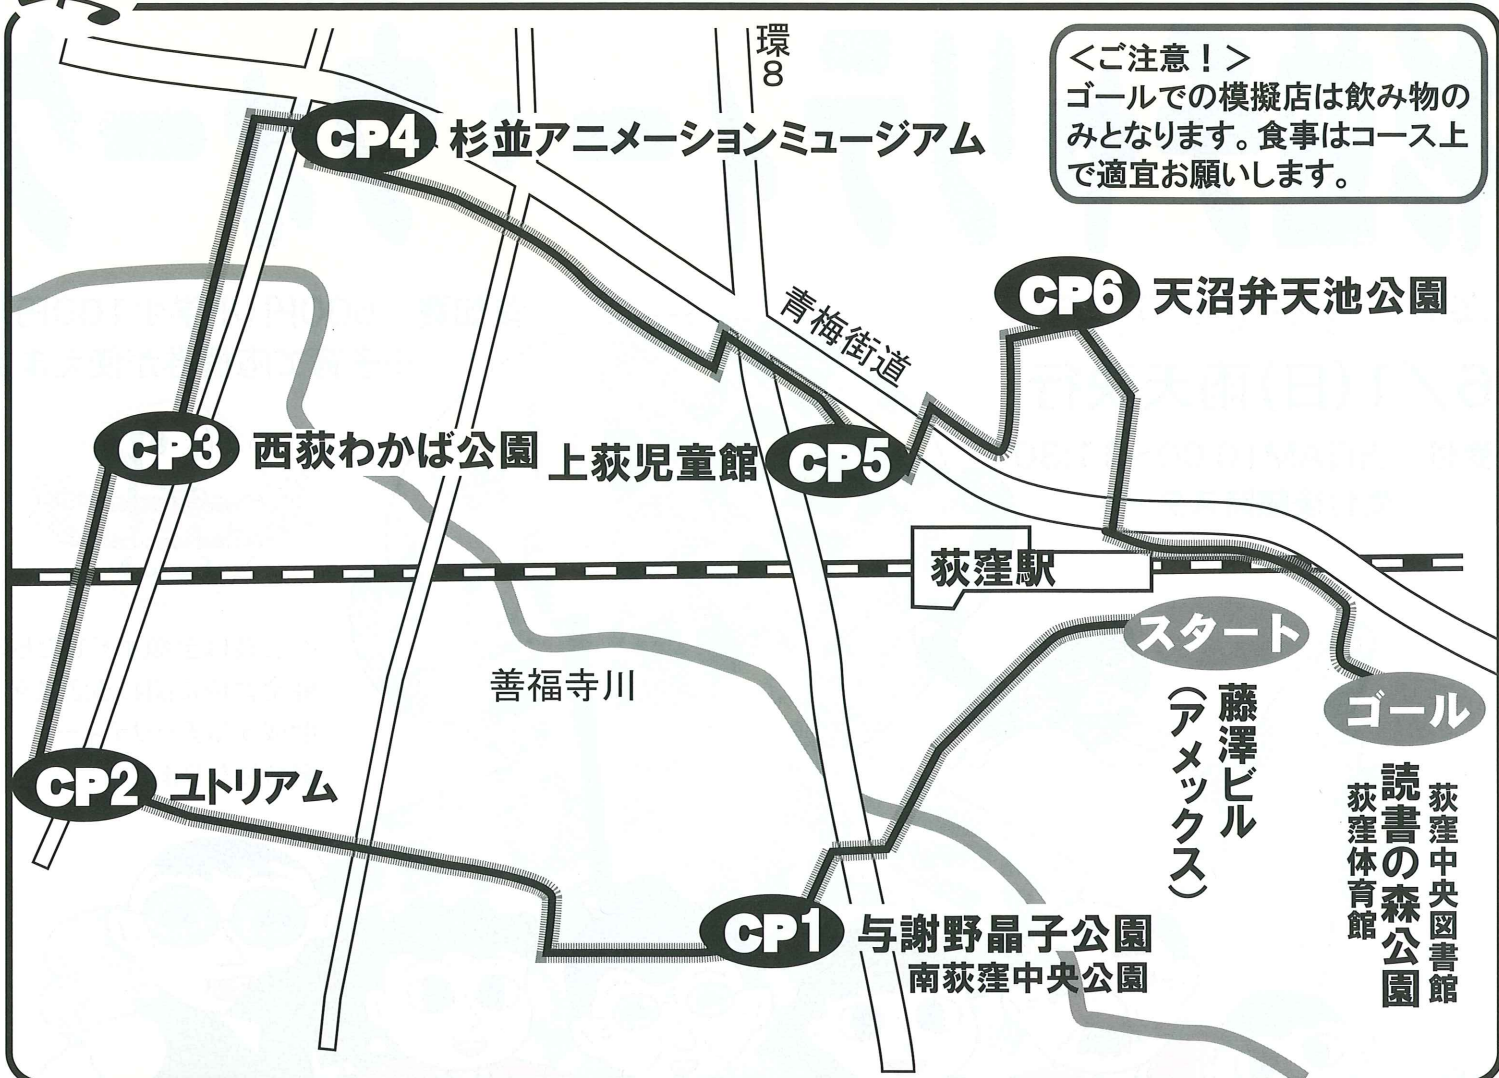 環8
<ご注意！>
ゴールでの模擬店は飲み物の
みとなります。食事はコース上
で適宜お願いします。
CP4 杉並アニメーションミュージアム
CP6 天沼弁天池公園
青梅街道
CP3 西荻わかば公園
上荻児童館 CP5
荻窪駅
スタート
藤澤ビル
(アメックス)
善福寺川
ゴール
荻窪中央図書館
読書の森公園
荻窪体育館
CP2 ユトリアム
CP1 与謝野晶子公園
南荻窪中央公園